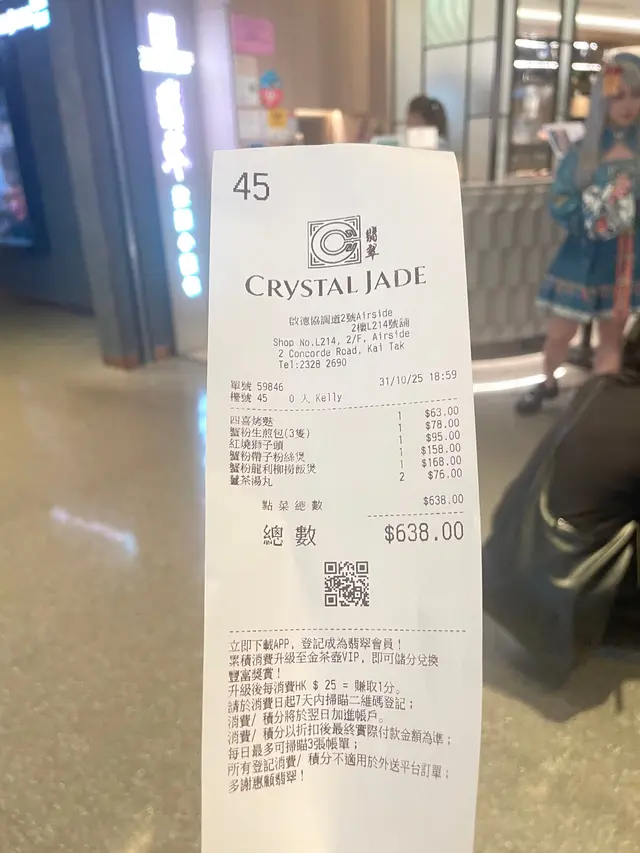 45
翡翠
CRYSTAL JADE
啟德協調道2號Airside
2樓L214號舖
Shop No.L214, 2/F, Airside
2 Concorde Road, Kai Tak
Tel:2328 2690
單號 59846 31/10/25 18:59
檯號 45 0 人 Kelly
四喜烤麩 1 $63.00
蟹粉生煎包(3隻) 1 $78.00
紅燒獅子頭 1 $95.00
蟹粉帶子粉絲煲 1 $158.00
蟹粉龍利柳撈飯煲 1 $168.00
擂茶湯丸 2 $76.00
點菜總數 $638.00
總數 $638.00
立即下載APP, 登記成為翡翠會員!
累積消費升級至金茶壺VIP, 即可儲分兌換
豐富獎賞!
升級後每消費HK $ 25 = 賺取1分。
請於消費日起7天內掃瞄二維碼登記;
消費/ 積分將於翌日加進帳戶。
消費/ 積分以折扣後最終實際付款金額為準;
每日最多可掃瞄3張帳單;
所有登記消費/ 積分不適用於外送平台訂單;
多謝惠顧翡翠!